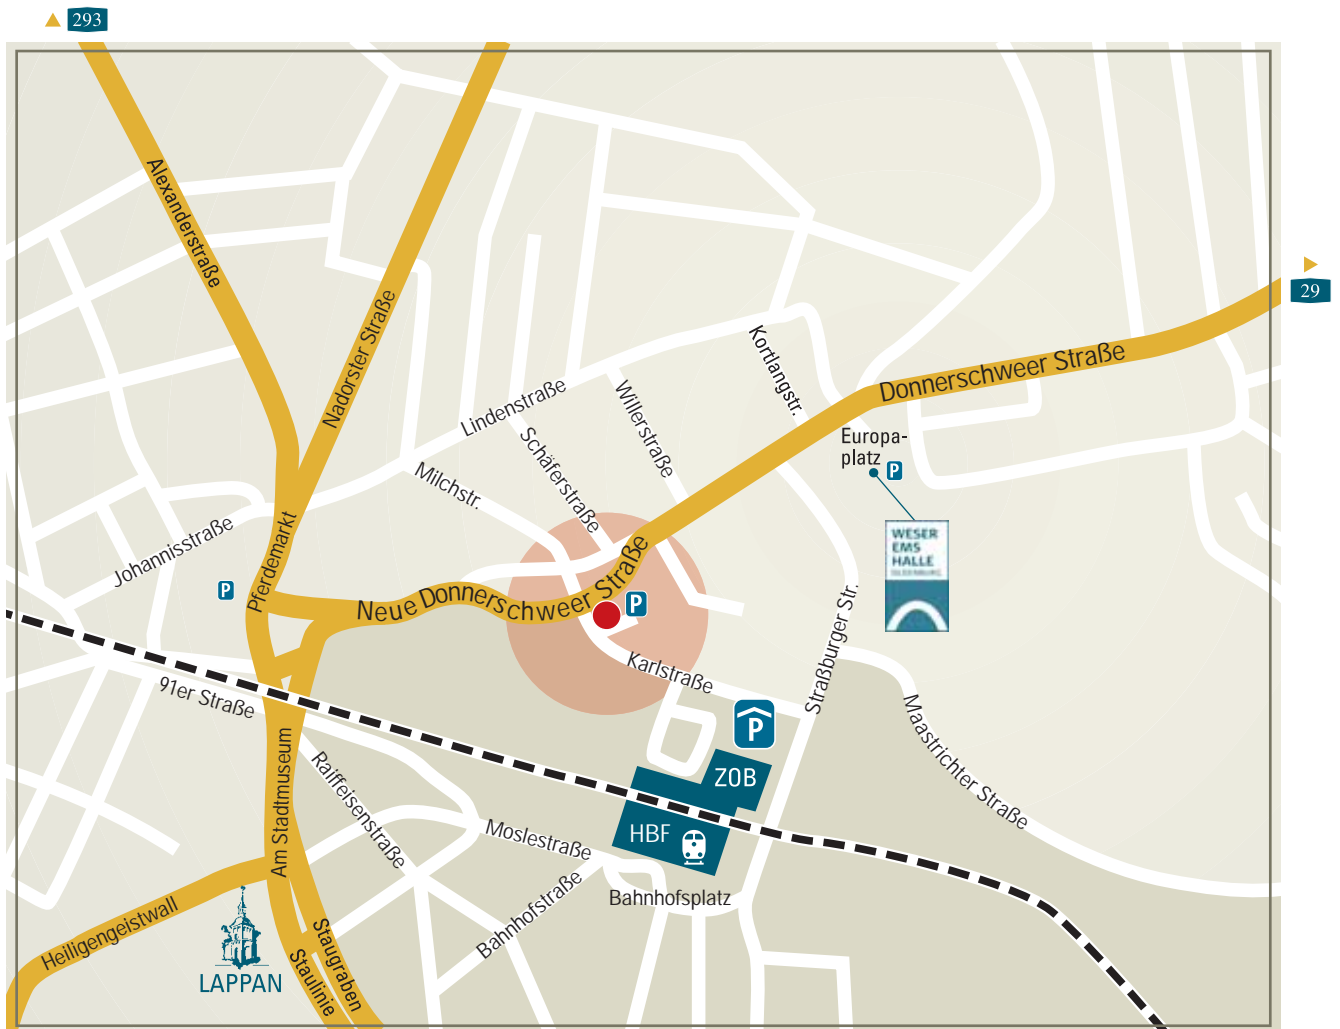 293
Alexanderstraße
Nadorster Straße
29
Kortlangstr.
Donnerschweer Straße
Lindenstraße
Willerstraße
Schäferstraße
Milchstr.
Europa-
platz
P
WESER
EMS
HALLE
OLDENBURG
Johannisstraße
Pferdemarkt
P
Neue Donnerschweer Straße
P
Karlstraße
Straßburger Str.
91er Straße
Maastrichter Straße
P
ZOB
HBF
Am Stadtmuseum
Raiffeisenstraße
Moslestraße
Bahnhofstraße
Bahnhofsplatz
Heiligengeistwall
LAPPAN
Staugraben
Staulinie